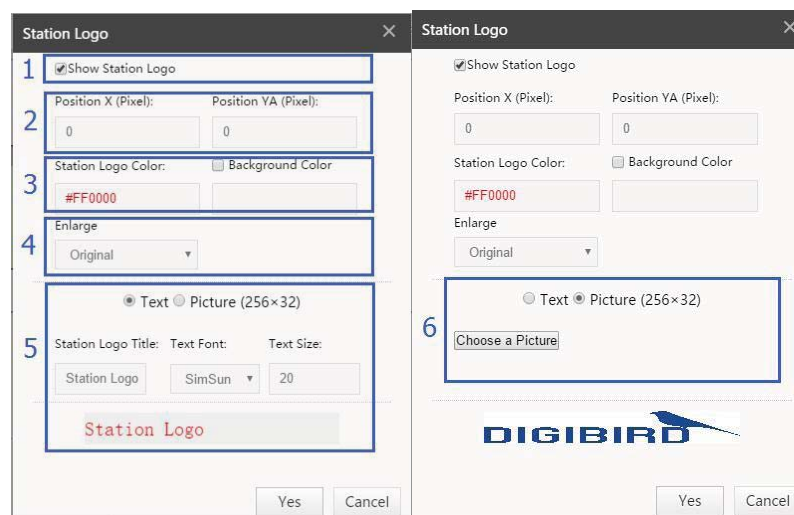 Station Logo ×
1 Show Station Logo
2 Position X (Pixel): Position YA (Pixel):
0 0
3 Station Logo Color: Background Color
#FF0000
4 Enlarge
Original
Text Picture (256×32)
5 Station Logo Title: Text Font: Text Size:
Station Logo SimSun 20
Station Logo
Yes Cancel
Station Logo ×
Show Station Logo
Position X (Pixel): Position YA (Pixel):
0 0
Station Logo Color: Background Color
#FF0000
Enlarge
Original
Text Picture (256×32)
6 Choose a Picture
DIGIBIRD
Yes Cancel